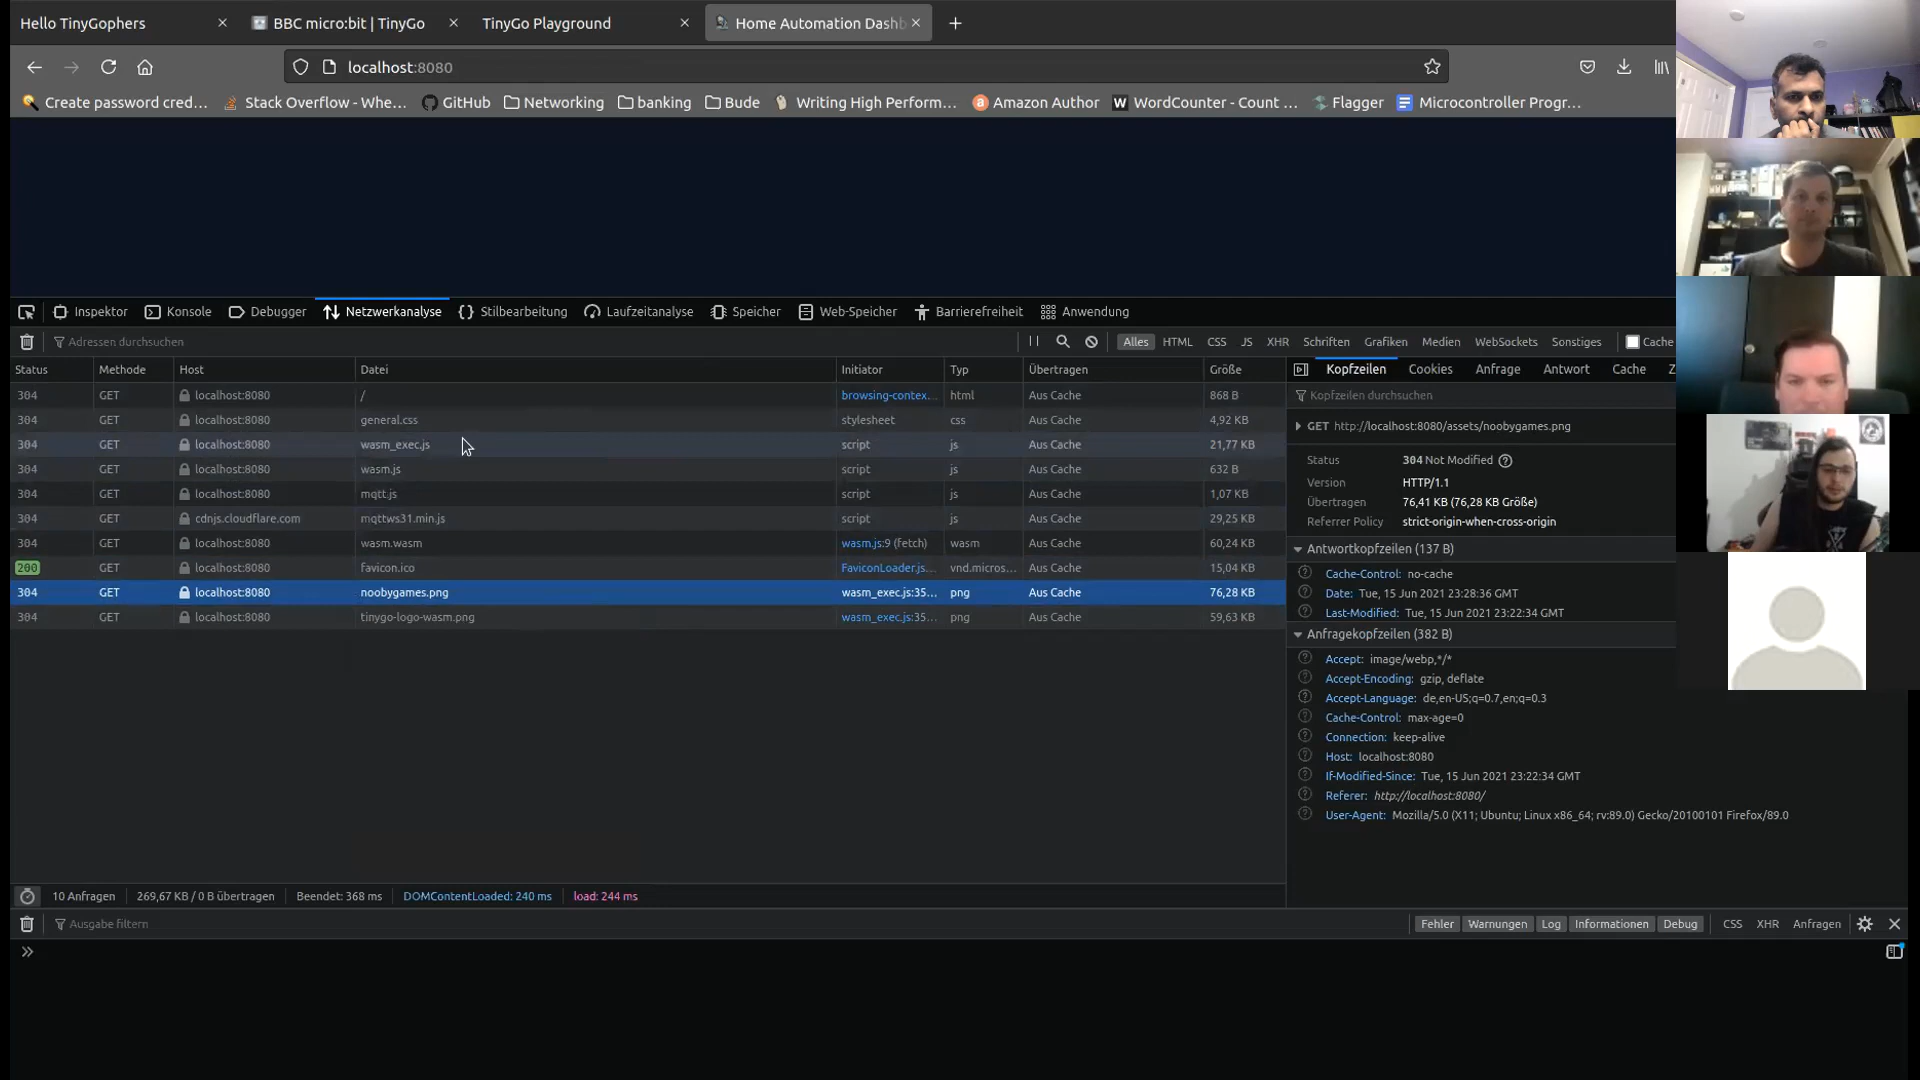 Hello TinyGophers
BBC micro:bit | TinyGo
TinyGo Playground
Home Automation Dashb
localhost:8080
Create password cred…
Stack Overflow - Whe…
GitHub
Networking
banking
Bude
Writing High Perform…
Amazon Author
W WordCounter - Count …
Flagger
Microcontroller Progr…
Inspektor
Konsole
Debugger
Netzwerkanalyse
Stilbearbeitung
Laufzeitanalyse
Speicher
Web-Speicher
Barrierefreiheit
Anwendung
Adressen durchsuchen
Alles HTML CSS JS XHR Schriften Grafiken Medien WebSockets Sonstiges Cache
Status Methode Host Datei Initiator Typ Übertragen Größe
304 GET localhost:8080 / browsing-contex… html Aus Cache 868 B
304 GET localhost:8080 general.css stylesheet css Aus Cache 4,92 KB
304 GET localhost:8080 wasm_exec.js script js Aus Cache 21,77 KB
304 GET localhost:8080 wasm.js script js Aus Cache 632 B
304 GET localhost:8080 mqtt.js script js Aus Cache 1,07 KB
304 GET cdnjs.cloudflare.com mqttws31.min.js script js Aus Cache 29,25 KB
304 GET localhost:8080 wasm.wasm wasm.js:9 (fetch) wasm Aus Cache 60,24 KB
200 GET localhost:8080 favicon.ico FaviconLoader.js… vnd.micros… Aus Cache 15,04 KB
304 GET localhost:8080 noobygames.png wasm_exec.js:35… png Aus Cache 76,28 KB
304 GET localhost:8080 tinygo-logo-wasm.png wasm_exec.js:35… png Aus Cache 59,63 KB
Kopfzeilen Cookies Anfrage Antwort Cache Z
Kopfzeilen durchsuchen
GET http://localhost:8080/assets/noobygames.png
Status 304 Not Modified
Version HTTP/1.1
Übertragen 76,41 KB (76,28 KB Größe)
Referrer Policy strict-origin-when-cross-origin
Antwortkopfzeilen (137 B)
Cache-Control: no-cache
Date: Tue, 15 Jun 2021 23:28:36 GMT
Last-Modified: Tue, 15 Jun 2021 23:22:34 GMT
Anfragekopfzeilen (382 B)
Accept: image/webp,*/*
Accept-Encoding: gzip, deflate
Accept-Language: de,en-US;q=0.7,en;q=0.3
Cache-Control: max-age=0
Connection: keep-alive
Host: localhost:8080
If-Modified-Since: Tue, 15 Jun 2021 23:22:34 GMT
Referer: http://localhost:8080/
User-Agent: Mozilla/5.0 (X11; Ubuntu; Linux x86_64; rv:89.0) Gecko/20100101 Firefox/89.0
10 Anfragen 269,67 KB / 0 B übertragen Beendet: 368 ms DOMContentLoaded: 240 ms load: 244 ms
Ausgabe filtern
Fehler Warnungen Log Informationen Debug CSS XHR Anfragen